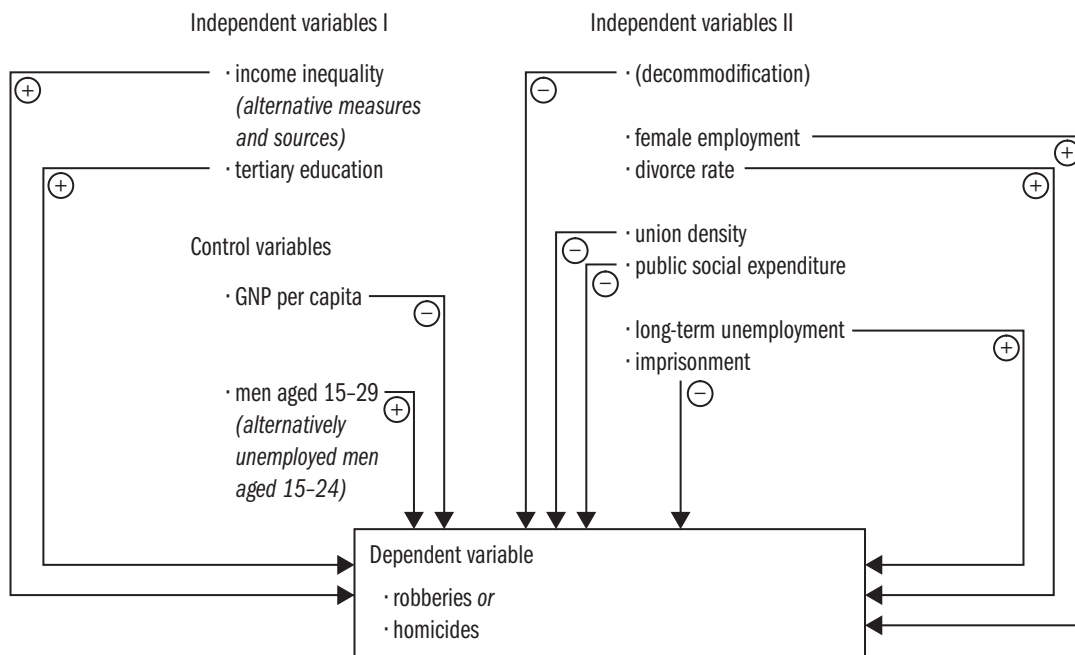 Independent variables I
· income inequality
(alternative measures
and sources)
· tertiary education
Control variables
· GNP per capita
· men aged 15–29
(alternatively
unemployed men
aged 15–24)
Independent variables II
· (decommodification)
· female employment
· divorce rate
· union density
· public social expenditure
· long-term unemployment
· imprisonment
+
+
−
+
−
+
+
−
−
+
−
Dependent variable
· robberies or
· homicides